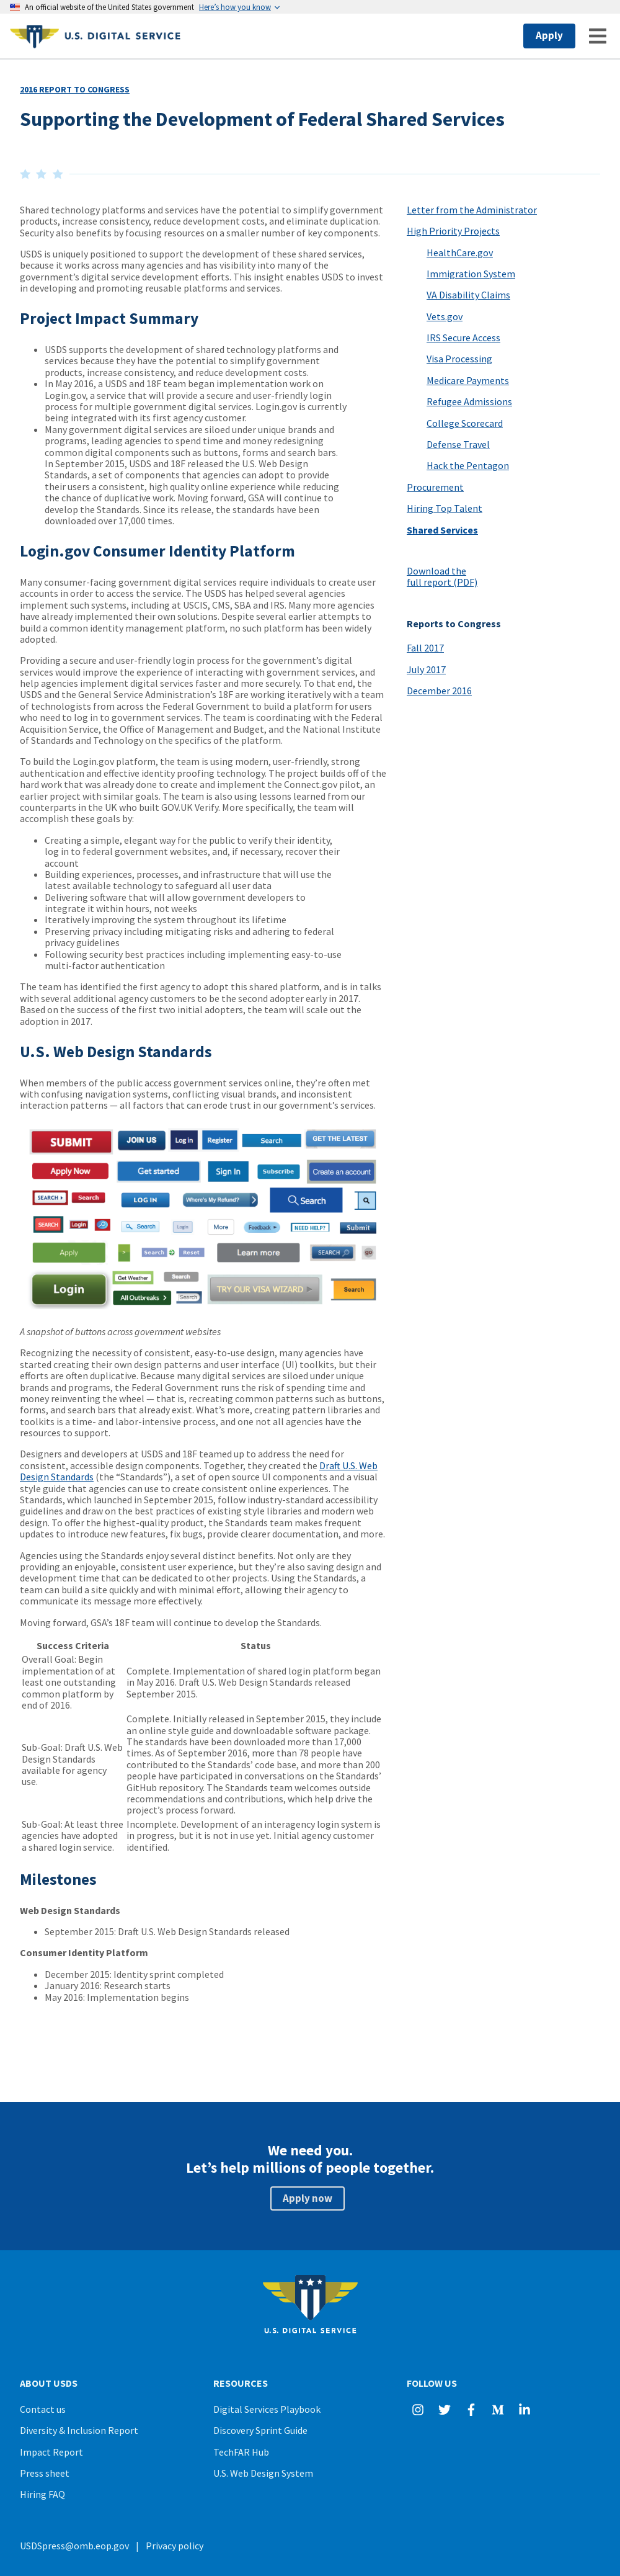 An official website of the United States government Here's how you know
U.S. DIGITAL SERVICE
Apply
2016 REPORT TO CONGRESS
Supporting the Development of Federal Shared Services
Shared technology platforms and services have the potential to simplify government
products, increase consistency, reduce development costs, and eliminate duplication.
Security also benefits by focusing resources on a smaller number of key components.
USDS is uniquely positioned to support the development of these shared services,
because it works across many agencies and has visibility into many of the
government's digital service development efforts. This insight enables USDS to invest
in developing and promoting reusable platforms and services.
Project Impact Summary
USDS supports the development of shared technology platforms and
services because they have the potential to simplify government
products, increase consistency, and reduce development costs.
In May 2016, a USDS and 18F team began implementation work on
Login.gov, a service that will provide a secure and user-friendly login
process for multiple government digital services. Login.gov is currently
being integrated with its first agency customer.
Many government digital services are siloed under unique brands and
programs, leading agencies to spend time and money redesigning
common digital components such as buttons, forms and search bars.
In September 2015, USDS and 18F released the U.S. Web Design
Standards, a set of components that agencies can adopt to provide
their users a consistent, high quality online experience while reducing
the chance of duplicative work. Moving forward, GSA will continue to
develop these Standards. Since its release, the standards have been
downloaded over 17,000 times.
Login.gov Consumer Identity Platform
Many consumer-facing government digital services require individuals to create user
accounts in order to access the service. The USDS has helped several agencies
implement such systems, including at USCIS, CMS, SBA and IRS. Many more agencies
have already implemented their own solutions. Despite several earlier attempts to
build a common identity management platform, no such platform has been widely
adopted.
Providing a secure and user-friendly login process for the government's digital
services would improve the experience of interacting with government services, and
help agencies implement digital services faster and more securely. To that end, the
USDS and the General Service Administration's 18F are working iteratively with a team
of technologists from across the Federal Government to build a platform for users
who need to log in to government services. The team is coordinating with the Federal
Acquisition Service, the Office of Management and Budget, and the National Institute
of Standards and Technology on the specifics of the platform.
To build the Login.gov platform, the team is using modern, user-friendly, strong
authentication and effective identity proofing technology. The project builds off of the
hard work that was already done to create and implement the Connect.gov pilot, an
earlier project with similar goals. The team is also using lessons learned from our
counterparts in the UK who built GOV.UK Verify. More specifically, the team will
accomplish these goals by:
Creating a simple, elegant way for the public to verify their identity,
log in to federal government websites, and, if necessary, recover their
account
Building experiences, processes, and infrastructure that will use the
latest available technology to safeguard all user data
Delivering software that will allow government developers to
integrate it within hours, not weeks
Iteratively improving the system throughout its lifetime
Preserving privacy including mitigating risks and adhering to federal
privacy guidelines
Following security best practices including implementing easy-to-use
multi-factor authentication
The team has identified the first agency to adopt this shared platform, and is in talks
with several additional agency customers to be the second adopter early in 2017.
Based on the success of the first two initial adopters, the team will scale out the
adoption in 2017.
U.S. Web Design Standards
When members of the public access government services online, they're often met
with confusing navigation systems, conflicting visual brands, and inconsistent
interaction patterns — all factors that can erode trust in our government's services.
SUBMIT JOIN US Log in Register Search GET THE LATEST
Apply Now Get started Sign In Subscribe Create an account
SEARCH Search LOG IN Where's My Refund? Search
SEARCH Login Search Login More Feedback NEED HELP? Submit
Apply Search Reset Learn more SEARCH go
Login Get Weather Search All Outbreaks Search TRY OUR VISA WIZARD Search
A snapshot of buttons across government websites
Recognizing the necessity of consistent, easy-to-use design, many agencies have
started creating their own design patterns and user interface (UI) toolkits, but their
efforts are often duplicative. Because many digital services are siloed under unique
brands and programs, the Federal Government runs the risk of spending time and
money reinventing the wheel — that is, recreating common patterns such as buttons,
forms, and search bars that already exist. What's more, creating pattern libraries and
toolkits is a time- and labor-intensive process, and one not all agencies have the
resources to support.
Designers and developers at USDS and 18F teamed up to address the need for
consistent, accessible design components. Together, they created the Draft U.S. Web
Design Standards (the “Standards”), a set of open source UI components and a visual
style guide that agencies can use to create consistent online experiences. The
Standards, which launched in September 2015, follow industry-standard accessibility
guidelines and draw on the best practices of existing style libraries and modern web
design. To offer the highest-quality product, the Standards team makes frequent
updates to introduce new features, fix bugs, provide clearer documentation, and more.
Agencies using the Standards enjoy several distinct benefits. Not only are they
providing an enjoyable, consistent user experience, but they're also saving design and
development time that can be dedicated to other projects. Using the Standards, a
team can build a site quickly and with minimal effort, allowing their agency to
communicate its message more effectively.
Moving forward, GSA's 18F team will continue to develop the Standards.
Success Criteria Status
Overall Goal: Begin
implementation of at
least one outstanding
common platform by
end of 2016.
Complete. Implementation of shared login platform began
in May 2016. Draft U.S. Web Design Standards released
September 2015.
Sub-Goal: Draft U.S. Web
Design Standards
available for agency
use.
Complete. Initially released in September 2015, they include
an online style guide and downloadable software package.
The standards have been downloaded more than 17,000
times. As of September 2016, more than 78 people have
contributed to the Standards' code base, and more than 200
people have participated in conversations on the Standards'
GitHub repository. The Standards team welcomes outside
recommendations and contributions, which help drive the
project's process forward.
Sub-Goal: At least three
agencies have adopted
a shared login service.
Incomplete. Development of an interagency login system is
in progress, but it is not in use yet. Initial agency customer
identified.
Milestones
Web Design Standards
September 2015: Draft U.S. Web Design Standards released
Consumer Identity Platform
December 2015: Identity sprint completed
January 2016: Research starts
May 2016: Implementation begins
Letter from the Administrator
High Priority Projects
HealthCare.gov
Immigration System
VA Disability Claims
Vets.gov
IRS Secure Access
Visa Processing
Medicare Payments
Refugee Admissions
College Scorecard
Defense Travel
Hack the Pentagon
Procurement
Hiring Top Talent
Shared Services
Download the
full report (PDF)
Reports to Congress
Fall 2017
July 2017
December 2016
We need you.
Let's help millions of people together.
Apply now
U.S. DIGITAL SERVICE
ABOUT USDS
Contact us
Diversity & Inclusion Report
Impact Report
Press sheet
Hiring FAQ
RESOURCES
Digital Services Playbook
Discovery Sprint Guide
TechFAR Hub
U.S. Web Design System
FOLLOW US
USDSpress@omb.eop.gov | Privacy policy